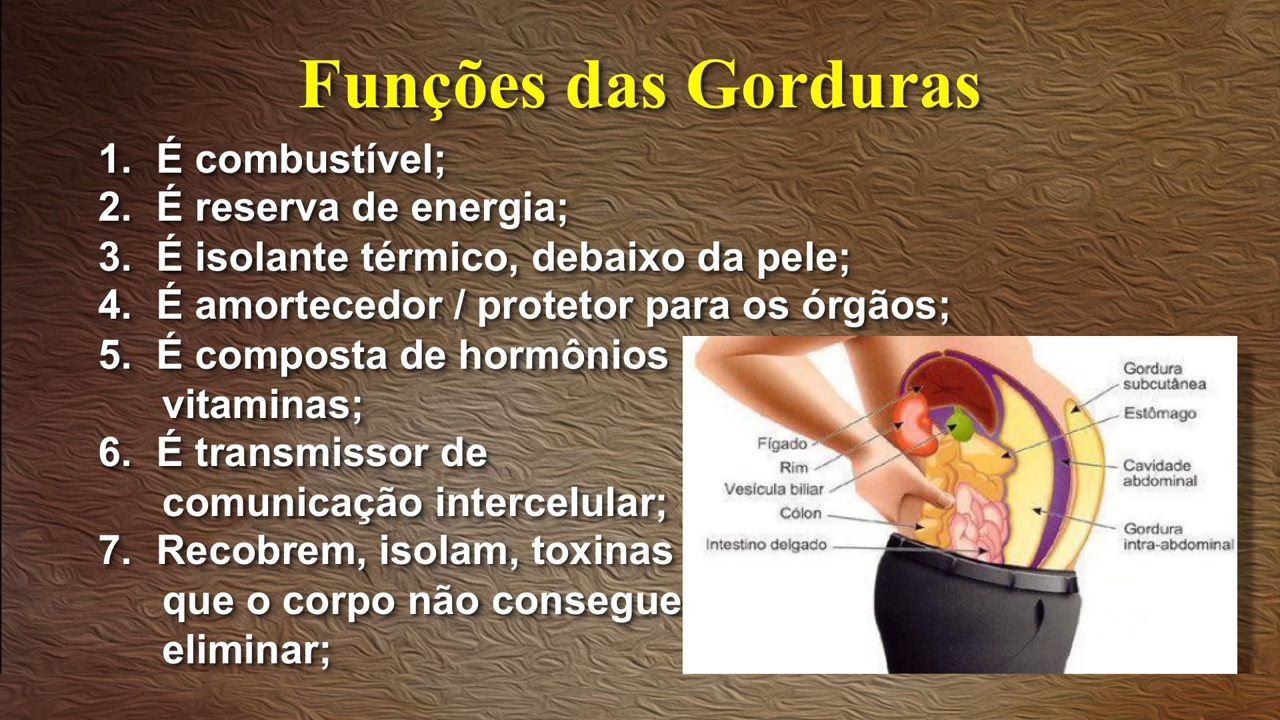 Funções das Gorduras
1. É combustível;
2. É reserva de energia;
3. É isolante térmico, debaixo da pele;
4. É amortecedor / protetor para os órgãos;
5. É composta de hormônios
vitaminas;
6. É transmissor de
comunicação intercelular;
7. Recobrem, isolam, toxinas
que o corpo não consegue
eliminar;
Fígado
Rim
Vesícula biliar
Cólon
Intestino delgado
Gordura
subcutânea
Estômago
Cavidade
abdominal
Gordura
intra-abdominal